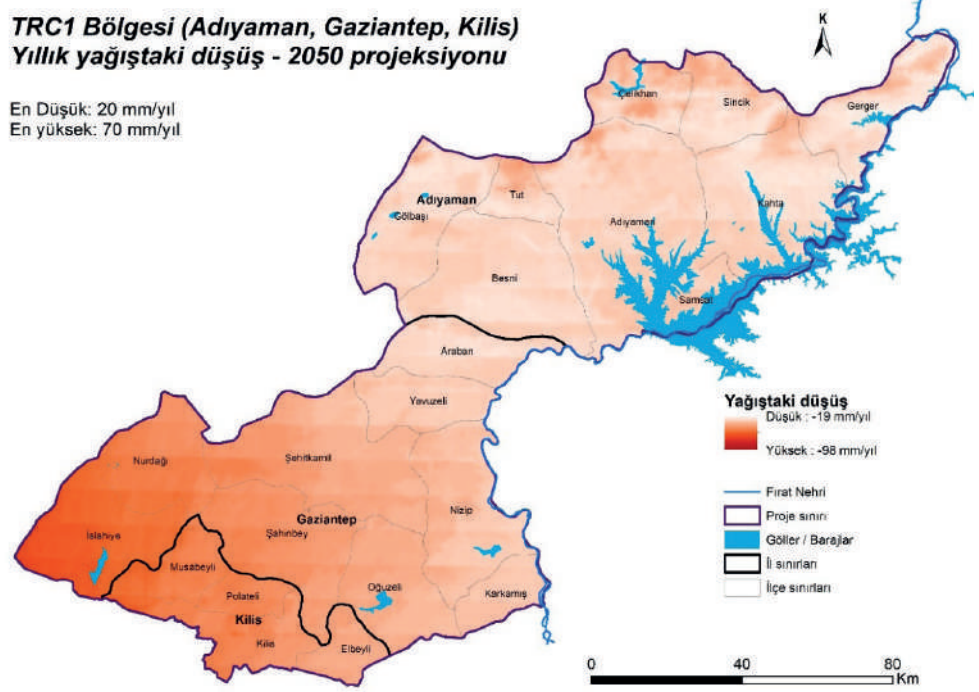 TRC1 Bölgesi (Adıyaman, Gaziantep, Kilis)
Yıllık yağıştaki düşüş - 2050 projeksiyonu
En Düşük: 20 mm/yıl
En yüksek: 70 mm/yıl
K
Çelikhan
Sincik
Gerger
Tut
Adıyaman
Gölbaşı
Kahta
Adıyaman
Besni
Samsat
Araban
Yavuzeli
Nurdağı
Şehitkamil
Gaziantep
Nizip
Şahinbey
İslahiye
Musabeyli
Oğuzeli
Polateli
Karkamış
Kilis
Kilis
Elbeyli
Yağıştaki düşüş
Düşük : -19 mm/yıl
Yüksek : -98 mm/yıl
Fırat Nehri
Proje sınırı
Göller / Barajlar
İl sınırları
İlçe sınırları
0 40 80
Km